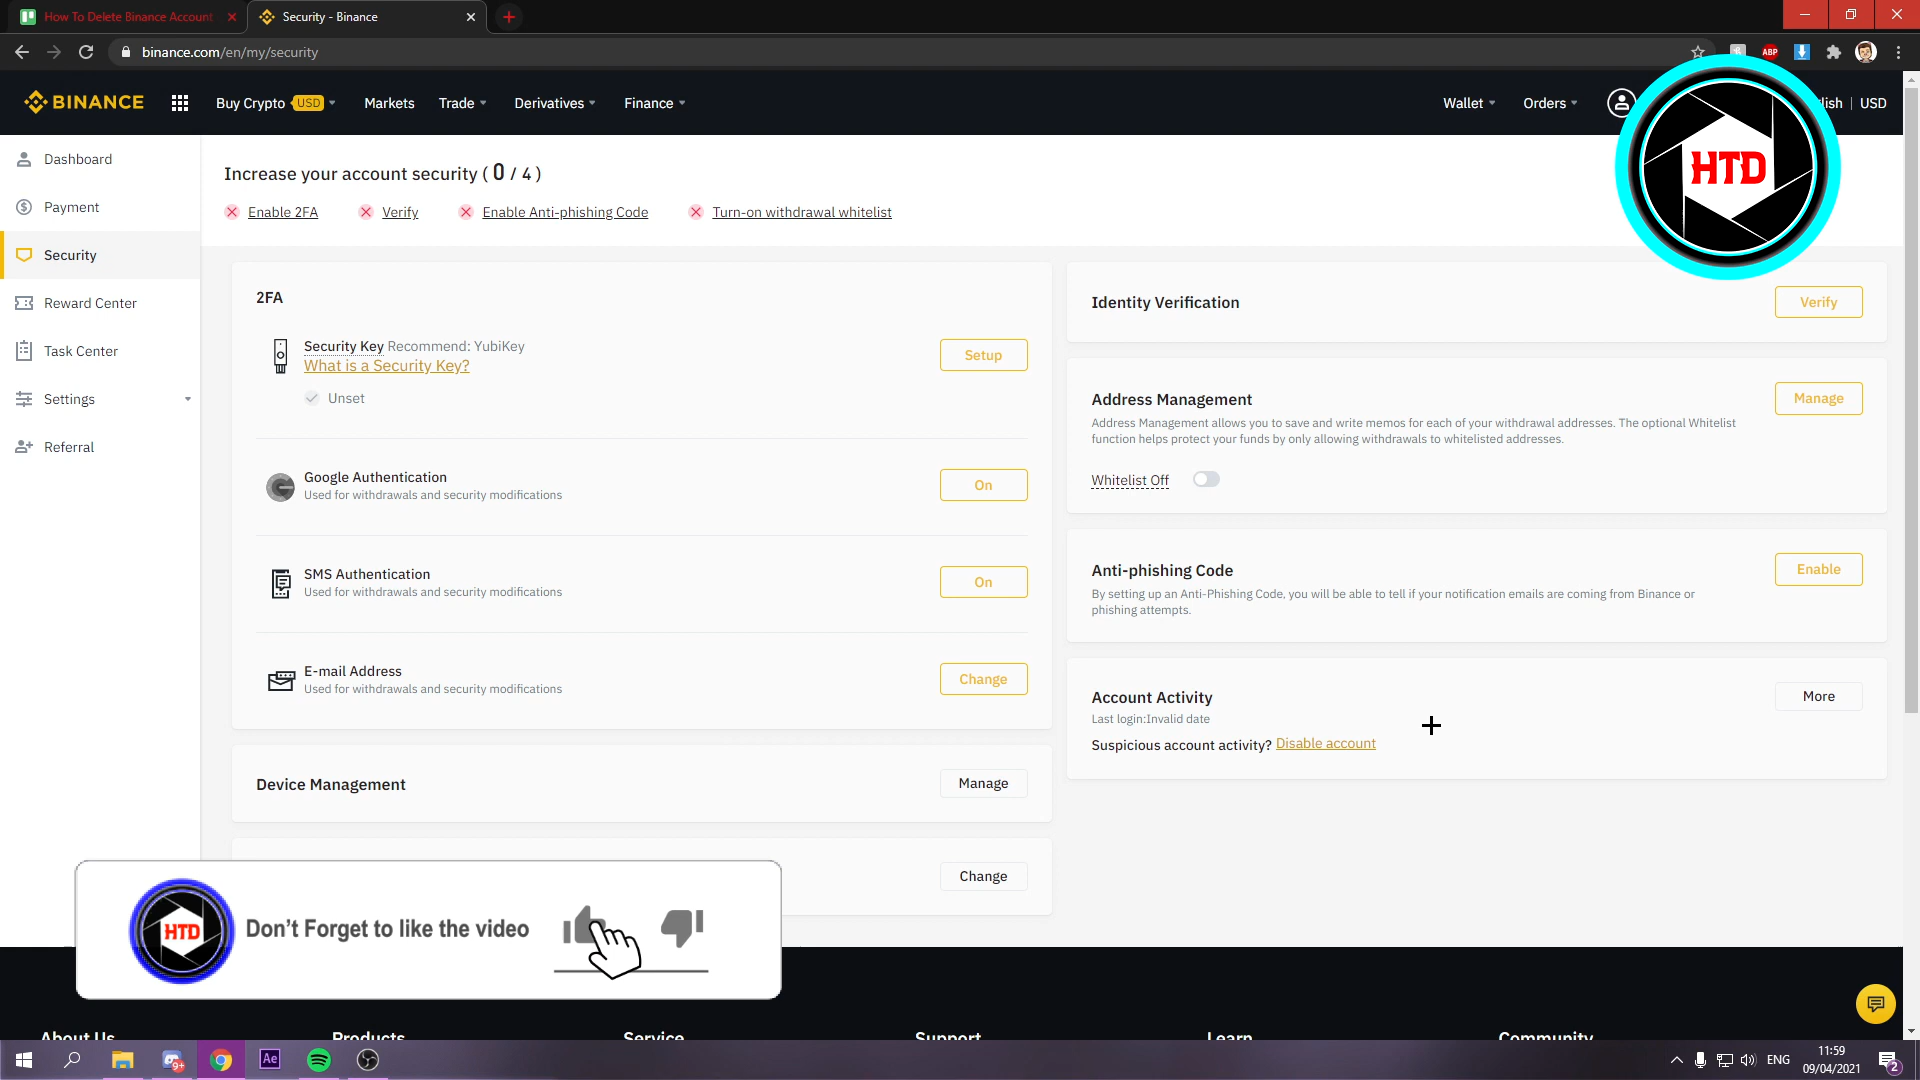 How To Delete Binance Account
Security - Binance
binance.com/en/my/security
ABP
BINANCE
Buy Crypto USD
Markets
Trade
Derivatives
Finance
Wallet
Orders
lish | USD
HTD
Dashboard
Payment
Security
Reward Center
Task Center
Settings
Referral
Increase your account security ( 0 / 4 )
Enable 2FA
Verify
Enable Anti-phishing Code
Turn-on withdrawal whitelist
2FA
Security Key Recommend: YubiKey
What is a Security Key?
Setup
Unset
Google Authentication
Used for withdrawals and security modifications
On
SMS Authentication
Used for withdrawals and security modifications
On
E-mail Address
Used for withdrawals and security modifications
Change
Device Management
Manage
Change
Identity Verification
Verify
Address Management
Manage
Address Management allows you to save and write memos for each of your withdrawal addresses. The optional Whitelist
function helps protect your funds by only allowing withdrawals to whitelisted addresses.
Whitelist Off
Anti-phishing Code
Enable
By setting up an Anti-Phishing Code, you will be able to tell if your notification emails are coming from Binance or
phishing attempts.
Account Activity
More
Last login:Invalid date
Suspicious account activity? Disable account
HTD
Don't Forget to like the video
About Us
Products
Service
Support
Learn
Community
9+
Ae
ENG
11:59
09/04/2021
2